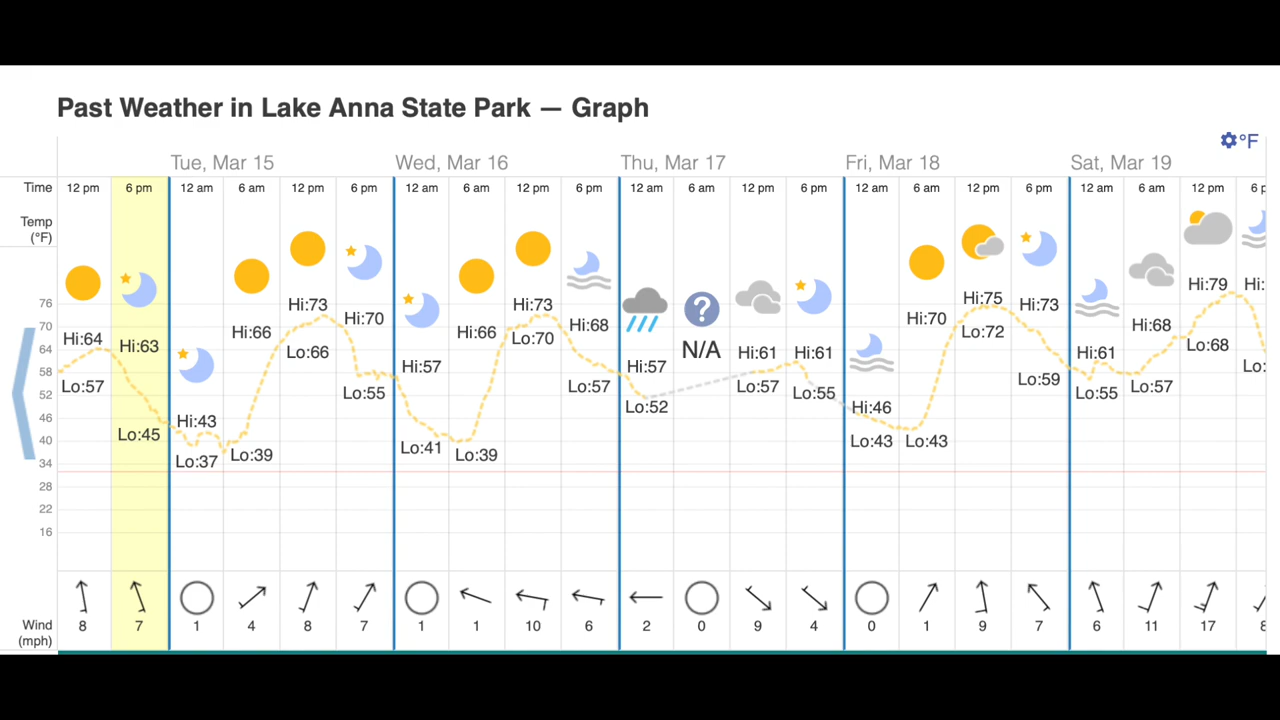 Past Weather in Lake Anna State Park — Graph
°F
Tue, Mar 15 Wed, Mar 16 Thu, Mar 17 Fri, Mar 18 Sat, Mar 19
Time 12 pm 6 pm 12 am 6 am 12 pm 6 pm 12 am 6 am 12 pm 6 pm 12 am 6 am 12 pm 6 pm 12 am 6 am 12 pm 6 pm 12 am 6 am 12 pm 6 p
Temp
(°F)
76
70
64
58
52
46
40
34
28
22
16
Hi:64 Hi:63 Hi:43 Hi:66 Hi:73 Hi:70 Hi:57 Hi:66 Hi:73 Hi:68 Hi:57 ? N/A Hi:61 Hi:61 Hi:46 Hi:70 Hi:75 Hi:73 Hi:61 Hi:68 Hi:79 Hi:
Lo:57 Lo:45 Lo:37 Lo:39 Lo:66 Lo:55 Lo:41 Lo:39 Lo:70 Lo:57 Lo:52 Lo:57 Lo:55 Lo:43 Lo:43 Lo:72 Lo:59 Lo:55 Lo:57 Lo:68 Lo:
Wind
(mph)
8 7 1 4 8 7 1 1 10 6 2 0 9 4 0 1 9 7 6 11 17 8